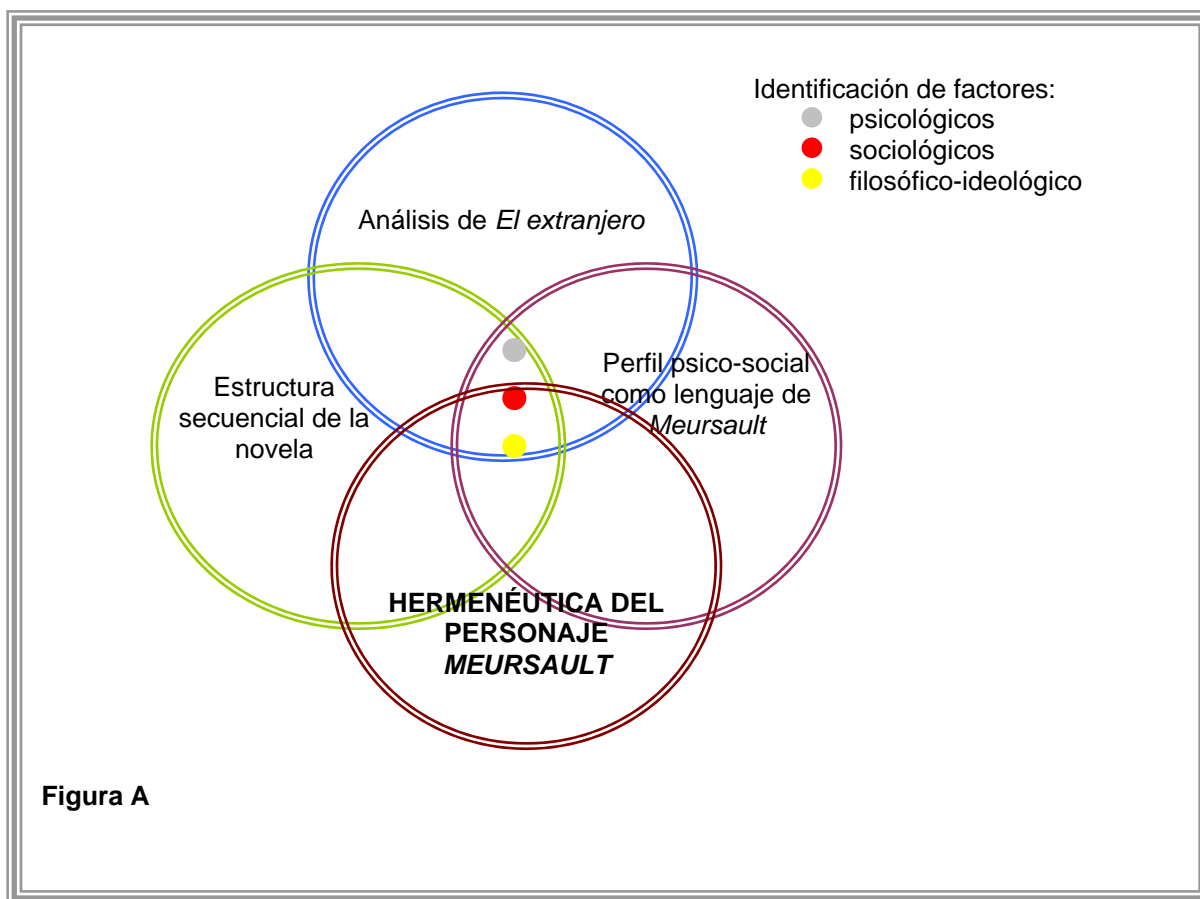 Identificación de factores:
psicológicos
sociológicos
filosófico-ideológico
Análisis de El extranjero
Estructura
secuencial de la
novela
Perfil psico-social
como lenguaje de
Meursault
HERMENÉUTICA DEL
PERSONAJE
MEURSAULT
Figura A